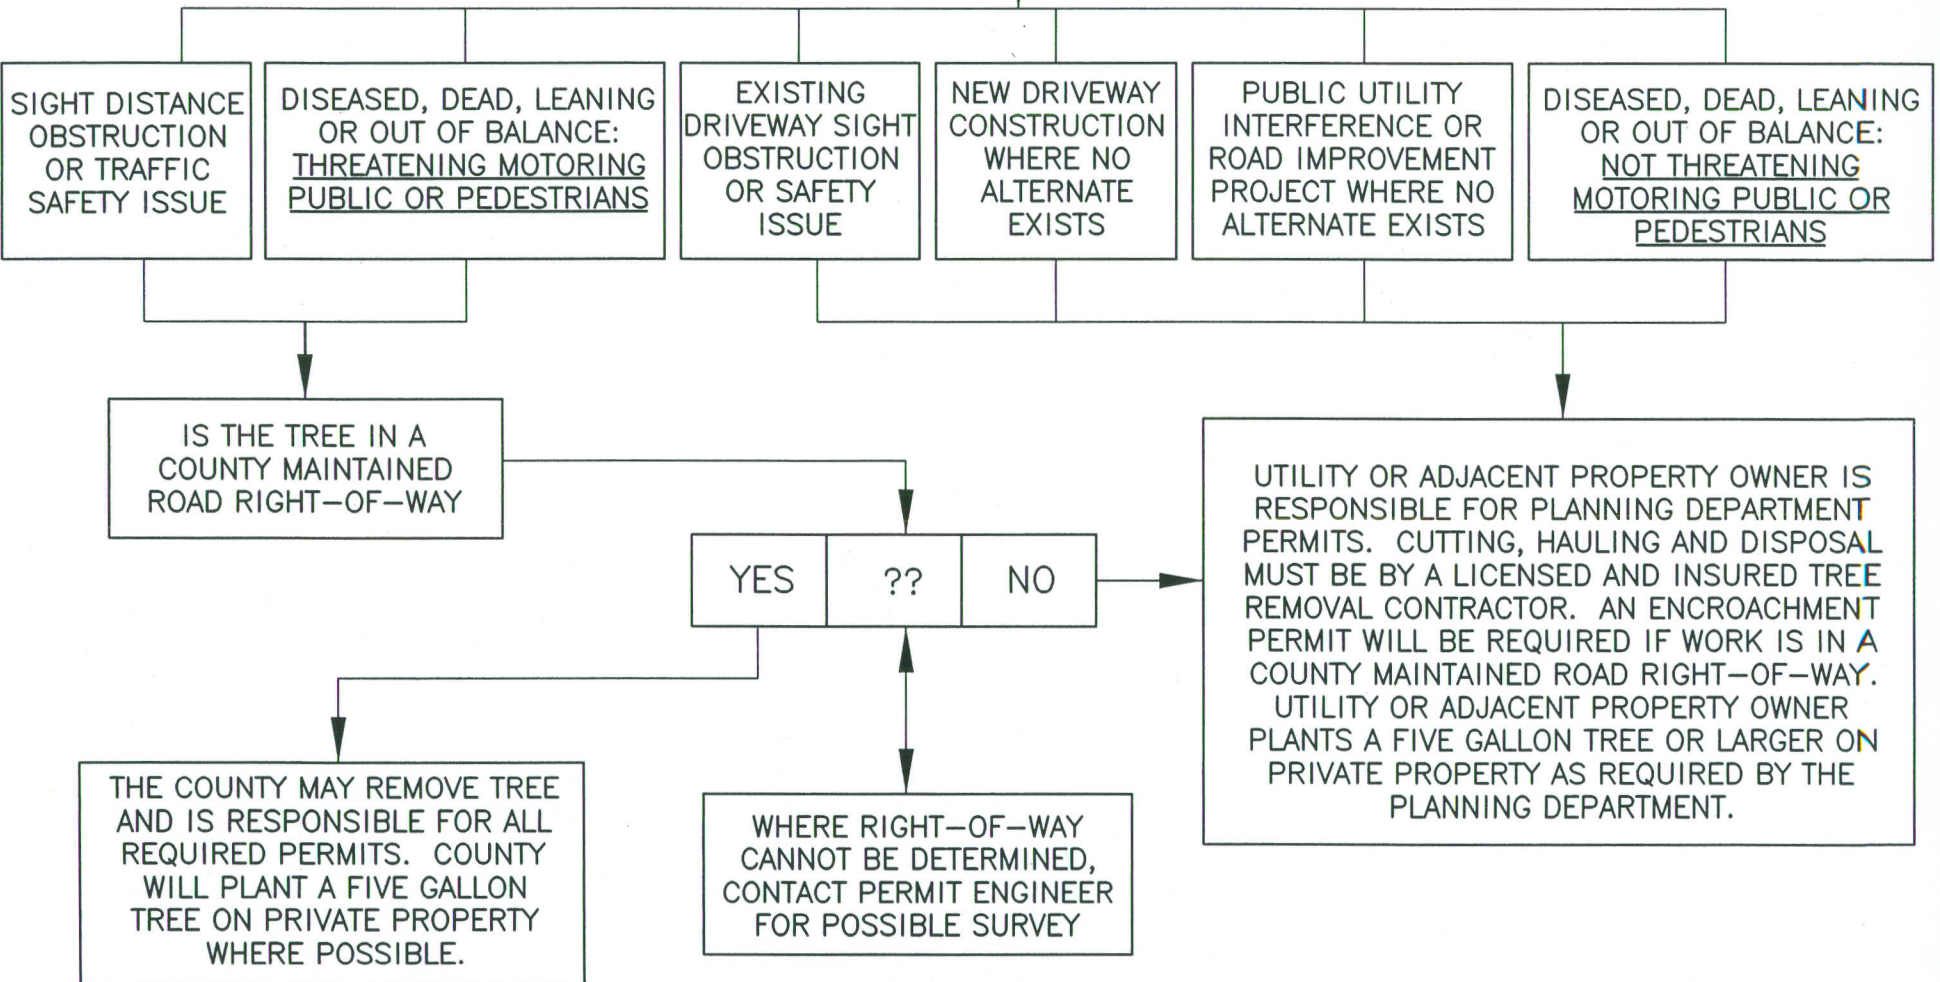 SIGHT DISTANCE
OBSTRUCTION
OR TRAFFIC
SAFETY ISSUE
DISEASED, DEAD, LEANING
OR OUT OF BALANCE:
THREATENING MOTORING
PUBLIC OR PEDESTRIANS
EXISTING
DRIVEWAY SIGHT
OBSTRUCTION
OR SAFETY
ISSUE
NEW DRIVEWAY
CONSTRUCTION
WHERE NO
ALTERNATE
EXISTS
PUBLIC UTILITY
INTERFERENCE OR
ROAD IMPROVEMENT
PROJECT WHERE NO
ALTERNATE EXISTS
DISEASED, DEAD, LEANING
OR OUT OF BALANCE:
NOT THREATENING
MOTORING PUBLIC OR
PEDESTRIANS
IS THE TREE IN A
COUNTY MAINTAINED
ROAD RIGHT–OF–WAY
YES ?? NO
UTILITY OR ADJACENT PROPERTY OWNER IS
RESPONSIBLE FOR PLANNING DEPARTMENT
PERMITS. CUTTING, HAULING AND DISPOSAL
MUST BE BY A LICENSED AND INSURED TREE
REMOVAL CONTRACTOR. AN ENCROACHMENT
PERMIT WILL BE REQUIRED IF WORK IS IN A
COUNTY MAINTAINED ROAD RIGHT–OF–WAY.
UTILITY OR ADJACENT PROPERTY OWNER
PLANTS A FIVE GALLON TREE OR LARGER ON
PRIVATE PROPERTY AS REQUIRED BY THE
PLANNING DEPARTMENT.
THE COUNTY MAY REMOVE TREE
AND IS RESPONSIBLE FOR ALL
REQUIRED PERMITS. COUNTY
WILL PLANT A FIVE GALLON
TREE ON PRIVATE PROPERTY
WHERE POSSIBLE.
WHERE RIGHT–OF–WAY
CANNOT BE DETERMINED,
CONTACT PERMIT ENGINEER
FOR POSSIBLE SURVEY